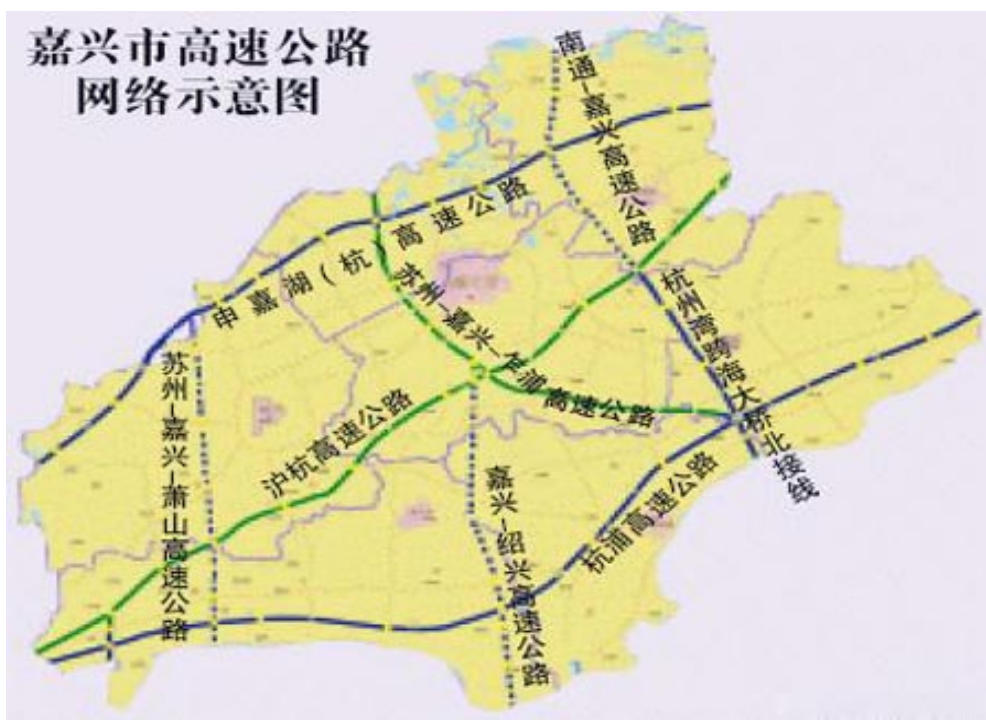 嘉兴市高速公路
网络示意图
南通-嘉兴高速公路
申嘉湖(杭)高速公路
苏州-嘉兴-乍浦高速公路
杭州湾跨海大桥北接线
苏州-嘉兴-萧山高速公路
沪杭高速公路
嘉兴-绍兴高速公路
杭浦高速公路